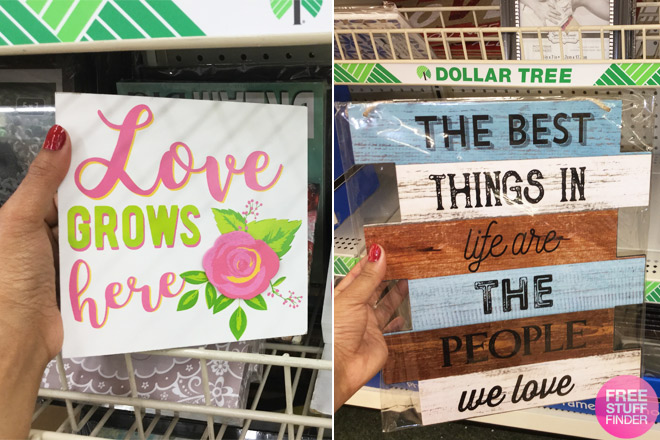 Love
GROWS
here
DOLLAR TREE
THE BEST
THINGS IN
life are
THE
PEOPLE
we love
FREE
STUFF
FINDER